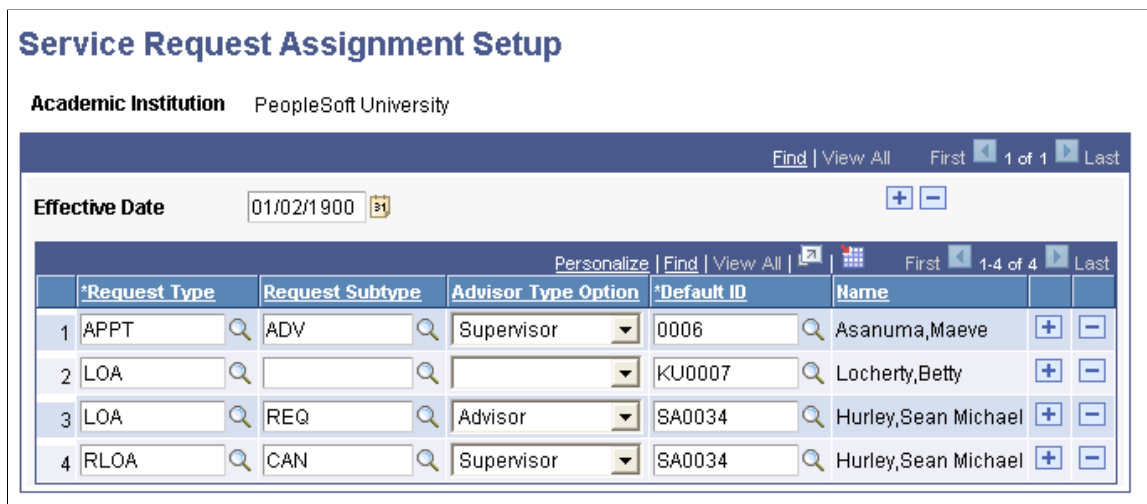 Service Request Assignment Setup
Academic Institution PeopleSoft University
Find | View All First 1 of 1 Last
Effective Date 01/02/1900 31
Personalize | Find | View All | | First 1-4 of 4 Last
*Request Type Request Subtype Advisor Type Option *Default ID Name
1 APPT ADV Supervisor 0006 Asanuma,Maeve
2 LOA KU0007 Locherty,Betty
3 LOA REQ Advisor SA0034 Hurley,Sean Michael
4 RLOA CAN Supervisor SA0034 Hurley,Sean Michael